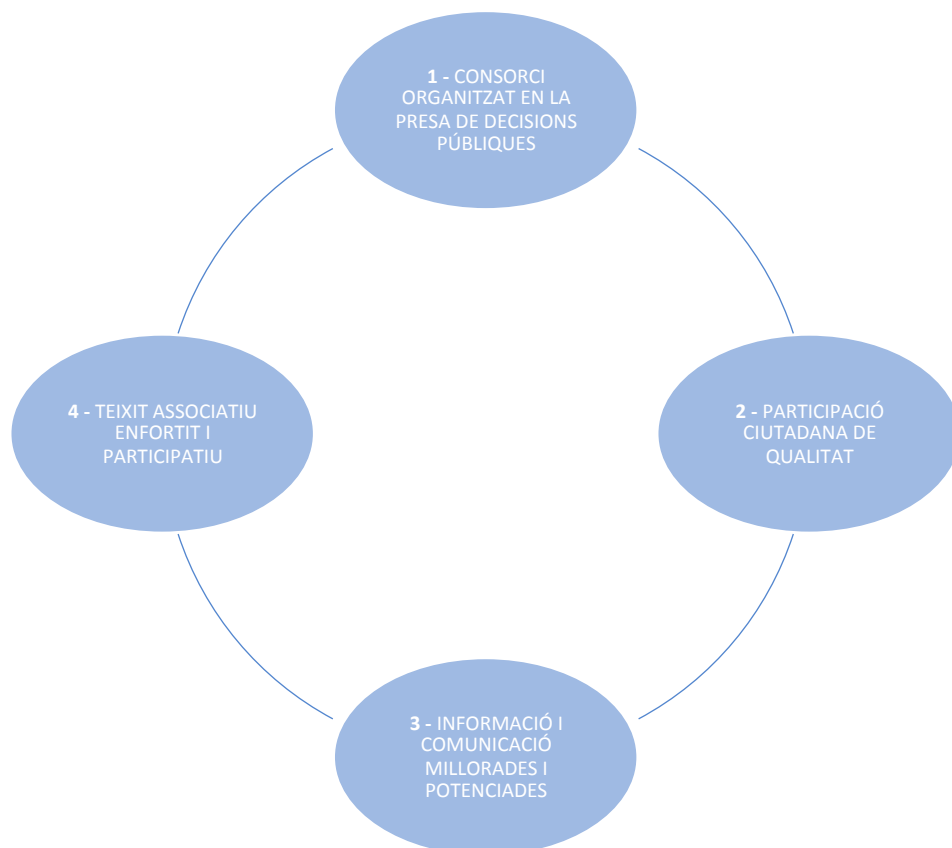 1 - CONSORCI
ORGANITZAT EN LA
PRESA DE DECISIONS
PÚBLIQUES
2 - PARTICIPACIÓ
CIUTADANA DE
QUALITAT
3 - INFORMACIÓ I
COMUNICACIÓ
MILLORADES I
POTENCIADES
4 - TEIXIT ASSOCIATIU
ENFORTIT I
PARTICIPATIU